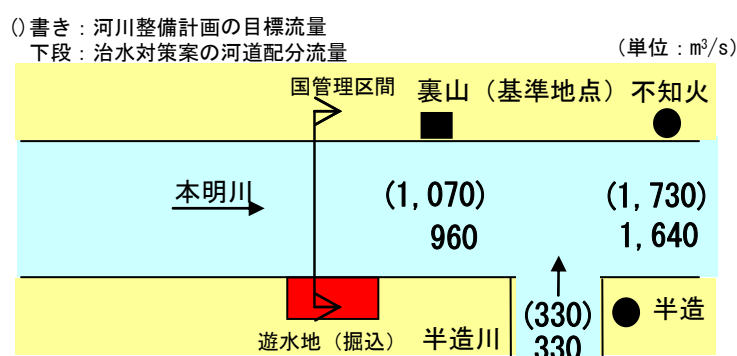 ()書き：河川整備計画の目標流量
下段：治水対策案の河道配分流量
（単位：m³/s）
国管理区間
裏山（基準地点）
不知火
本明川
(1,070)
960
(1,730)
1,640
遊水地（掘込）
半造川
(330)
330
半造